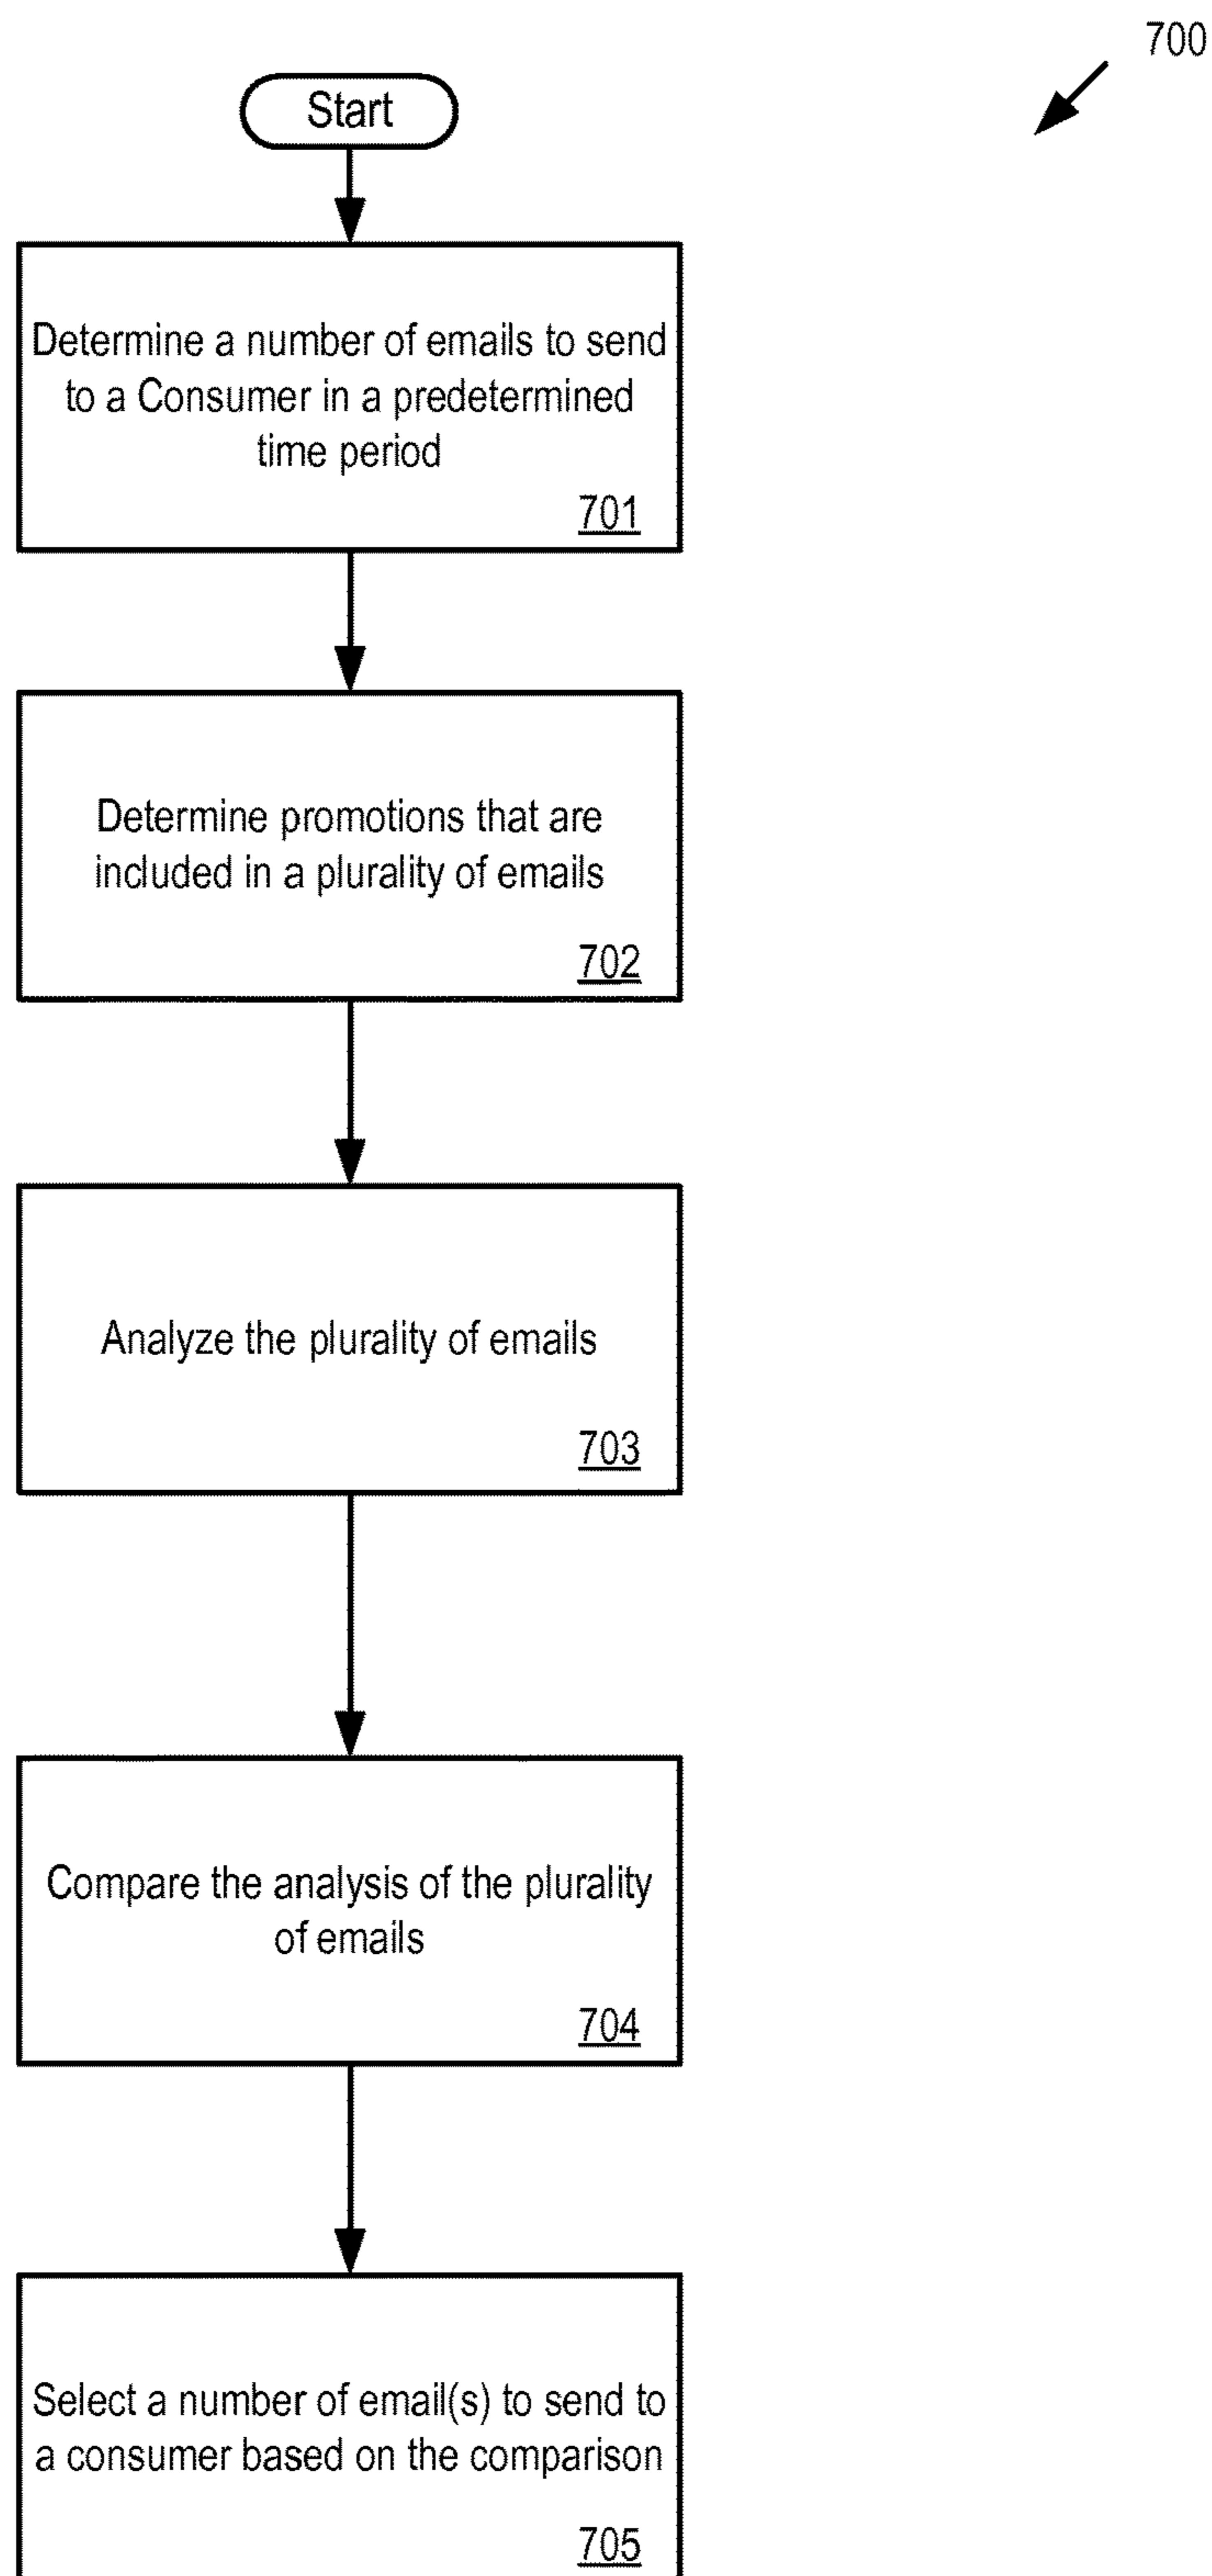 700
Start
Determine a number of emails to send
to a Consumer in a predetermined
time period
701
Determine promotions that are
included in a plurality of emails
702
Analyze the plurality of emails
703
Compare the analysis of the plurality
of emails
704
Select a number of email(s) to send to
a consumer based on the comparison
705